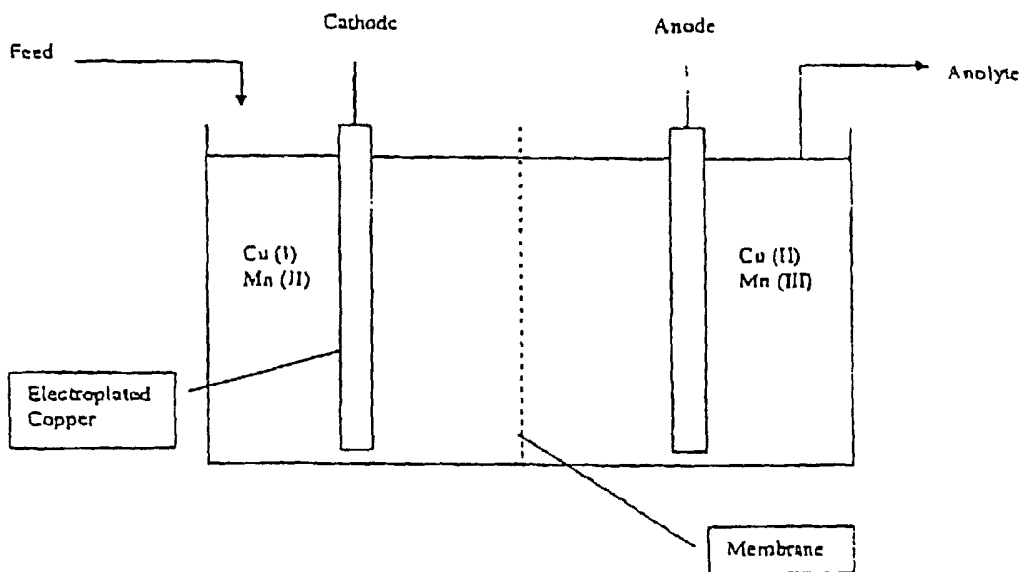 Cathode
Anode
Feed
Anolyte
Cu (I)
Mn (II)
Cu (II)
Mn (III)
Electroplated
Copper
Membrane